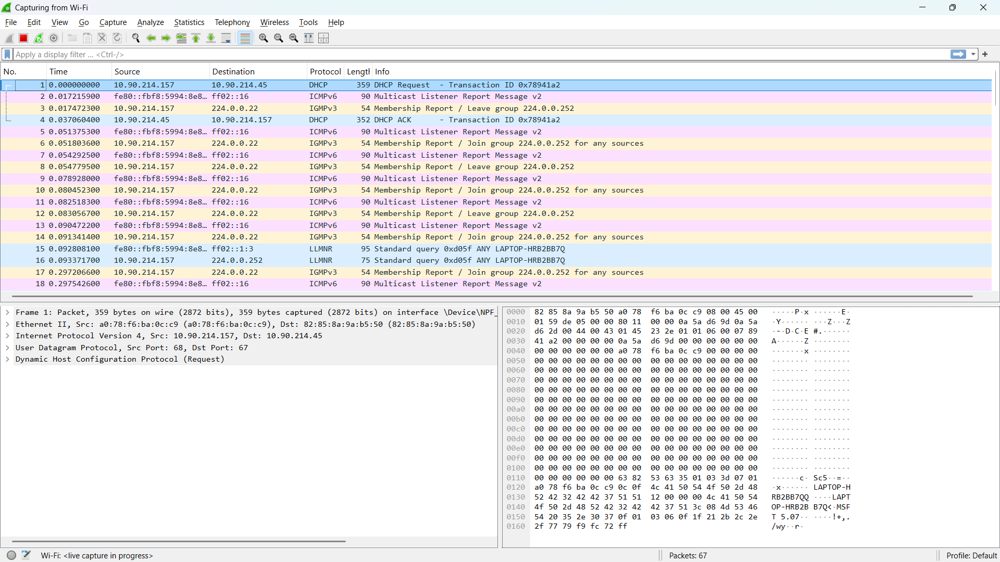 Capturing from Wi-Fi
File Edit View Go Capture Analyze Statistics Telephony Wireless Tools Help
Apply a display filter ... <Ctrl-/>
No. Time Source Destination Protocol Length Info
1 0.000000000 10.90.214.157 10.90.214.45 DHCP 359 DHCP Request - Transaction ID 0x78941a2
2 0.017215900 fe80::fbf8:5994:8e8… ff02::16 ICMPv6 90 Multicast Listener Report Message v2
3 0.017472300 10.90.214.157 224.0.0.22 IGMPv3 54 Membership Report / Leave group 224.0.0.252
4 0.037060400 10.90.214.45 10.90.214.157 DHCP 352 DHCP ACK - Transaction ID 0x78941a2
5 0.051375300 fe80::fbf8:5994:8e8… ff02::16 ICMPv6 90 Multicast Listener Report Message v2
6 0.051803600 10.90.214.157 224.0.0.22 IGMPv3 54 Membership Report / Join group 224.0.0.252 for any sources
7 0.054292500 fe80::fbf8:5994:8e8… ff02::16 ICMPv6 90 Multicast Listener Report Message v2
8 0.054779500 10.90.214.157 224.0.0.22 IGMPv3 54 Membership Report / Leave group 224.0.0.252
9 0.078928000 fe80::fbf8:5994:8e8… ff02::16 ICMPv6 90 Multicast Listener Report Message v2
10 0.080452300 10.90.214.157 224.0.0.22 IGMPv3 54 Membership Report / Join group 224.0.0.252 for any sources
11 0.082518300 fe80::fbf8:5994:8e8… ff02::16 ICMPv6 90 Multicast Listener Report Message v2
12 0.083056700 10.90.214.157 224.0.0.22 IGMPv3 54 Membership Report / Leave group 224.0.0.252
13 0.090472200 fe80::fbf8:5994:8e8… ff02::16 ICMPv6 90 Multicast Listener Report Message v2
14 0.091341400 10.90.214.157 224.0.0.22 IGMPv3 54 Membership Report / Join group 224.0.0.252 for any sources
15 0.092808100 fe80::fbf8:5994:8e8… ff02::1:3 LLMNR 95 Standard query 0xd05f ANY LAPTOP-HRB2BB7Q
16 0.093371700 10.90.214.157 224.0.0.252 LLMNR 75 Standard query 0xd05f ANY LAPTOP-HRB2BB7Q
17 0.297206600 10.90.214.157 224.0.0.22 IGMPv3 54 Membership Report / Join group 224.0.0.252 for any sources
18 0.297542600 fe80::fbf8:5994:8e8… ff02::16 ICMPv6 90 Multicast Listener Report Message v2
Frame 1: Packet, 359 bytes on wire (2872 bits), 359 bytes captured (2872 bits) on interface \Device\NPF_
Ethernet II, Src: a0:78:f6:ba:0c:c9 (a0:78:f6:ba:0c:c9), Dst: 82:85:8a:9a:b5:50 (82:85:8a:9a:b5:50)
Internet Protocol Version 4, Src: 10.90.214.157, Dst: 10.90.214.45
User Datagram Protocol, Src Port: 68, Dst Port: 67
Dynamic Host Configuration Protocol (Request)
0000 82 85 8a 9a b5 50 a0 78 f6 ba 0c c9 08 00 45 00 ·····P·x ······E·
0010 01 59 de 05 00 00 80 11 00 00 0a 5a d6 9d 0a 5a ·Y······ ···Z···Z
0020 d6 2d 00 44 00 43 01 45 23 2e 01 01 06 00 07 89 ·-·D·C·E #.······
0030 41 a2 00 00 00 00 0a 5a d6 9d 00 00 00 00 00 00 A······Z ········
0040 00 00 00 00 00 00 a0 78 f6 ba 0c c9 00 00 00 00 ·······x ········
0050 00 00 00 00 00 00 00 00 00 00 00 00 00 00 00 00 ········ ········
0060 00 00 00 00 00 00 00 00 00 00 00 00 00 00 00 00 ········ ········
0070 00 00 00 00 00 00 00 00 00 00 00 00 00 00 00 00 ········ ········
0080 00 00 00 00 00 00 00 00 00 00 00 00 00 00 00 00 ········ ········
0090 00 00 00 00 00 00 00 00 00 00 00 00 00 00 00 00 ········ ········
00a0 00 00 00 00 00 00 00 00 00 00 00 00 00 00 00 00 ········ ········
00b0 00 00 00 00 00 00 00 00 00 00 00 00 00 00 00 00 ········ ········
00c0 00 00 00 00 00 00 00 00 00 00 00 00 00 00 00 00 ········ ········
00d0 00 00 00 00 00 00 00 00 00 00 00 00 00 00 00 00 ········ ········
00e0 00 00 00 00 00 00 00 00 00 00 00 00 00 00 00 00 ········ ········
00f0 00 00 00 00 00 00 00 00 00 00 00 00 00 00 00 00 ········ ········
0100 00 00 00 00 00 00 00 00 00 00 00 00 00 00 00 00 ········ ········
0110 00 00 00 00 00 00 63 82 53 63 35 01 03 3d 07 01 ······c· Sc5··=··
0120 a0 78 f6 ba 0c c9 0c 0f 4c 41 50 54 4f 50 2d 48 ·x······ LAPTOP-H
0130 52 42 32 42 42 37 51 51 12 00 00 00 4c 41 50 54 RB2BB7QQ ····LAPT
0140 4f 50 2d 48 52 42 32 42 42 37 51 3c 08 4d 53 46 OP-HRB2B B7Q<·MSF
0150 54 20 35 2e 30 37 0f 01 03 06 0f 1f 21 2b 2c 2e T 5.07·· ····!+,.
0160 2f 77 79 f9 fc 72 ff /wy··r·
Wi-Fi: <live capture in progress> Packets: 67 Profile: Default